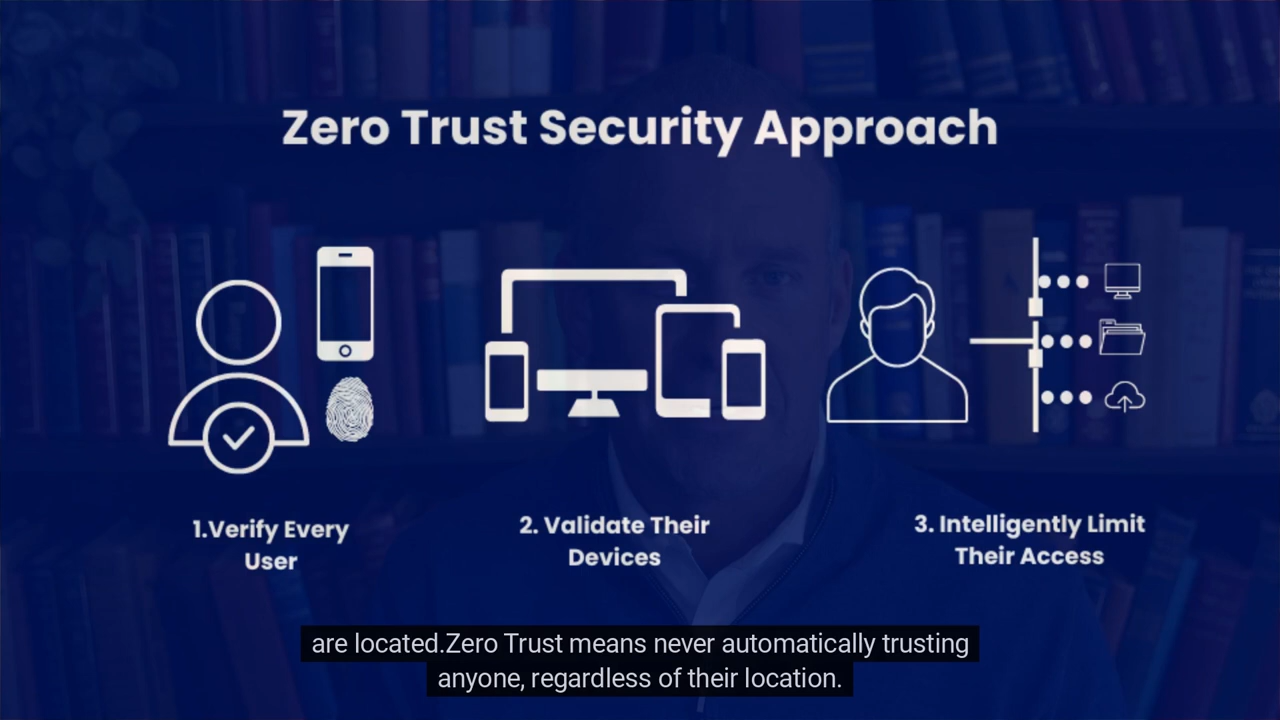 Zero Trust Security Approach
1.Verify Every
User
2. Validate Their
Devices
3. Intelligently Limit
Their Access
are located.Zero Trust means never automatically trusting
anyone, regardless of their location.